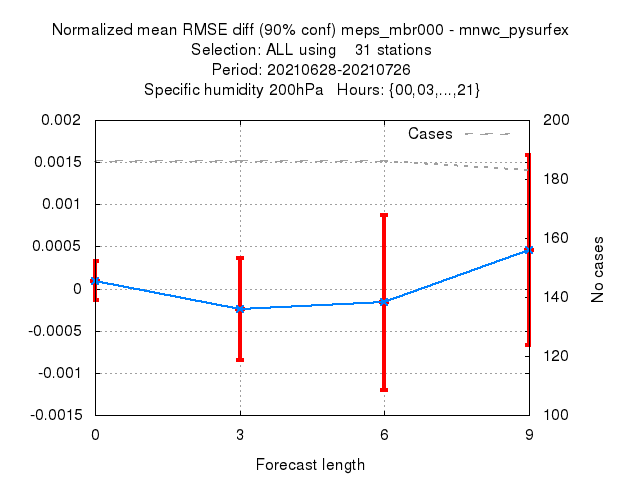 Normalized mean RMSE diff (90% conf) meps_mbr000 - mnwc_pysurfex
Selection: ALL using    31 stations
Period: 20210628-20210726
Specific humidity 200hPa   Hours: {00,03,...,21}
Cases
0.002
0.0015
0.001
0.0005
0
-0.0005
-0.001
-0.0015
200
180
160
140
120
100
No cases
0 3 6 9
Forecast length